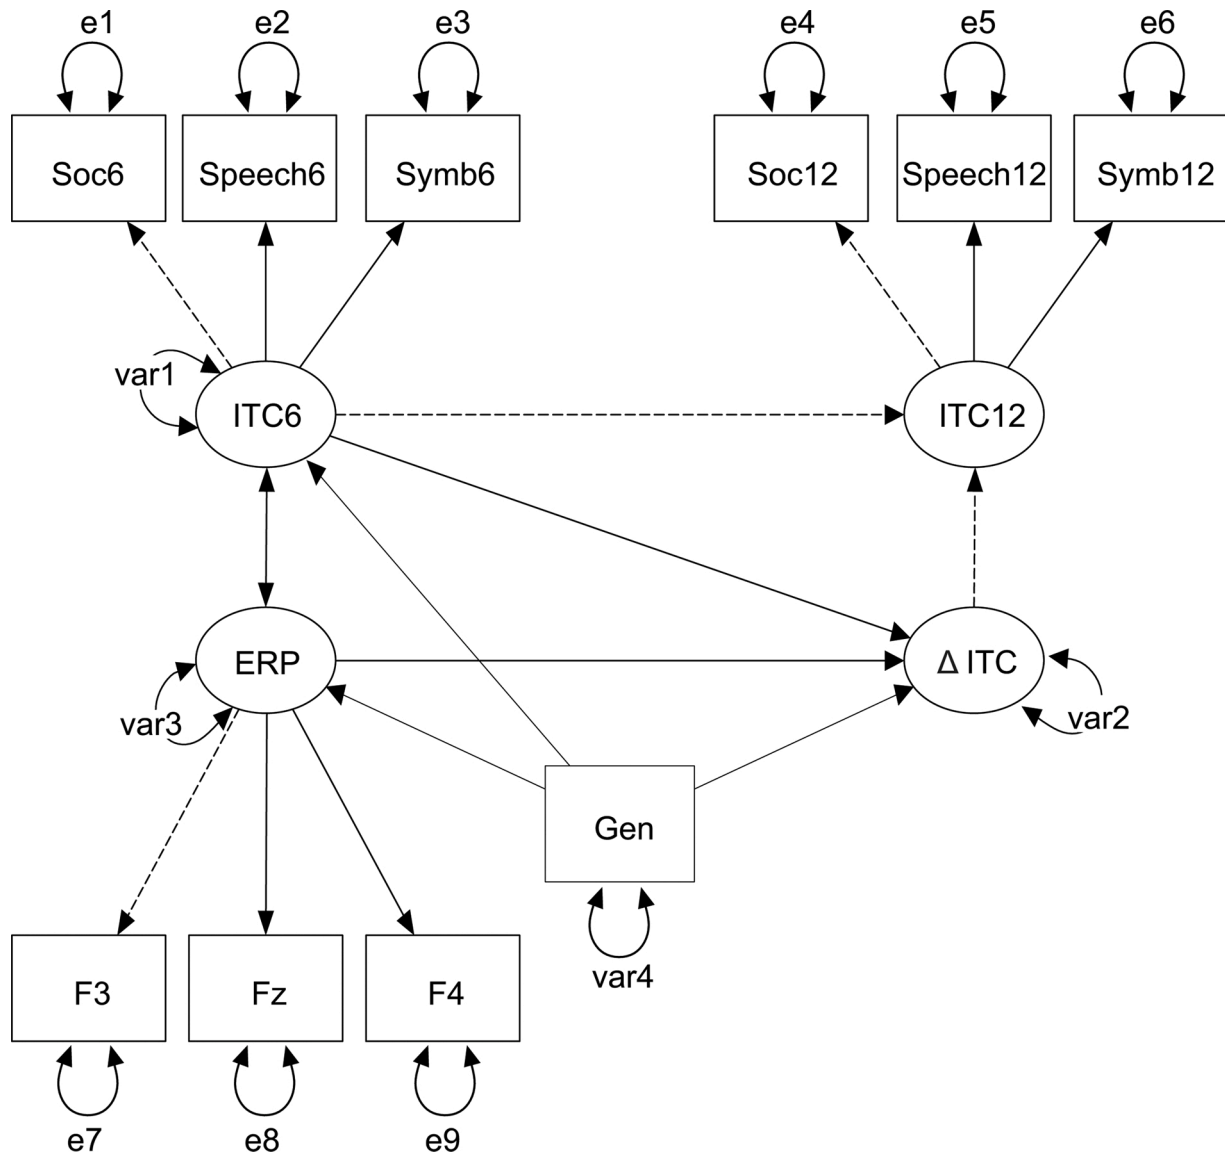 e1 e2 e3 e4 e5 e6
Soc6 Speech6 Symb6 Soc12 Speech12 Symb12
var1
ITC6 ITC12
ERP Δ ITC
var3 var2
Gen
var4
F3 Fz F4
e7 e8 e9